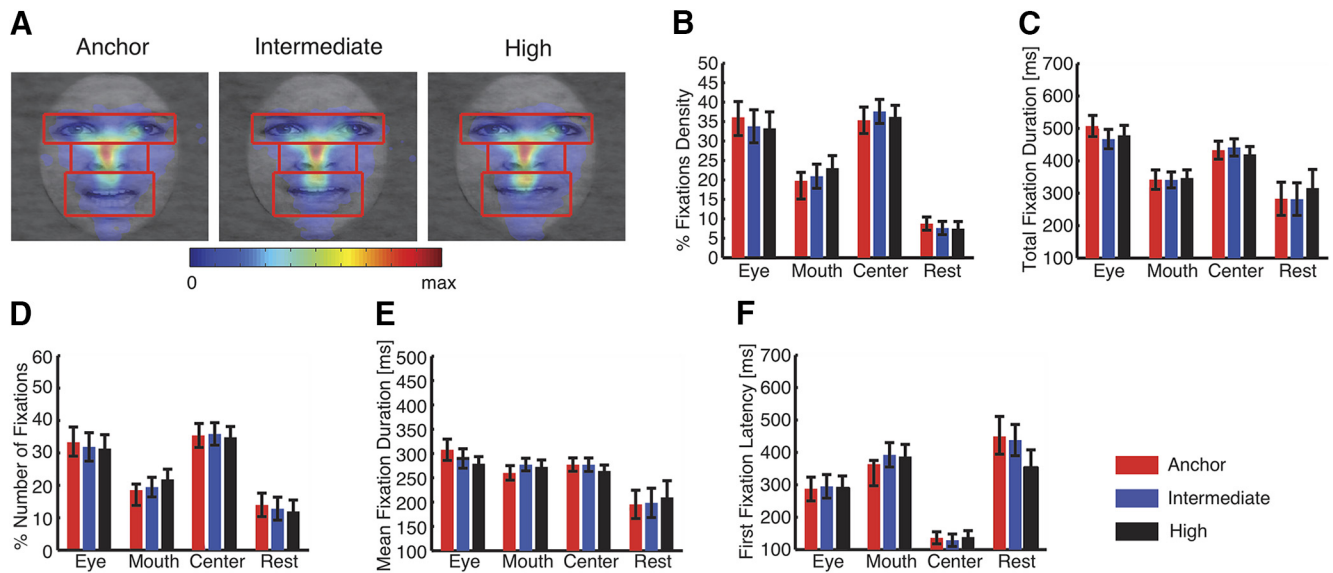 A
Anchor
Intermediate
High
0
max
B
% Fixations Density
50
45
40
35
30
25
20
15
10
5
0
Eye Mouth Center Rest
C
Total Fixation Duration [ms]
700
600
500
400
300
200
100
Eye Mouth Center Rest
D
% Number of Fixations
60
50
40
30
20
10
0
Eye Mouth Center Rest
E
Mean Fixation Duration [ms]
500
450
400
350
300
250
200
150
100
Eye Mouth Center Rest
F
First Fixation Latency [ms]
700
600
500
400
300
200
100
Eye Mouth Center Rest
Anchor
Intermediate
High